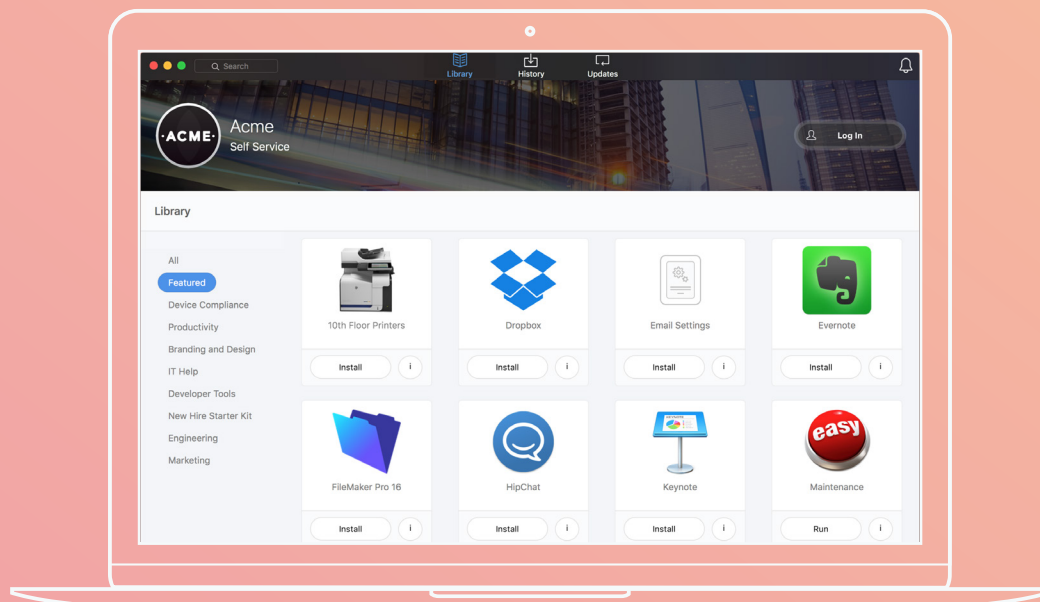 Search
Library
History
Updates
·ACME·
Acme
Self Service
Log In
Library
All
Featured
Device Compliance
Productivity
Branding and Design
IT Help
Developer Tools
New Hire Starter Kit
Engineering
Marketing
10th Floor Printers
Dropbox
Email Settings
Evernote
Install i
Install i
Install i
Install i
KEYNOTE
easy
FileMaker Pro 16
HipChat
Keynote
Maintenance
Install i
Install i
Install i
Run i